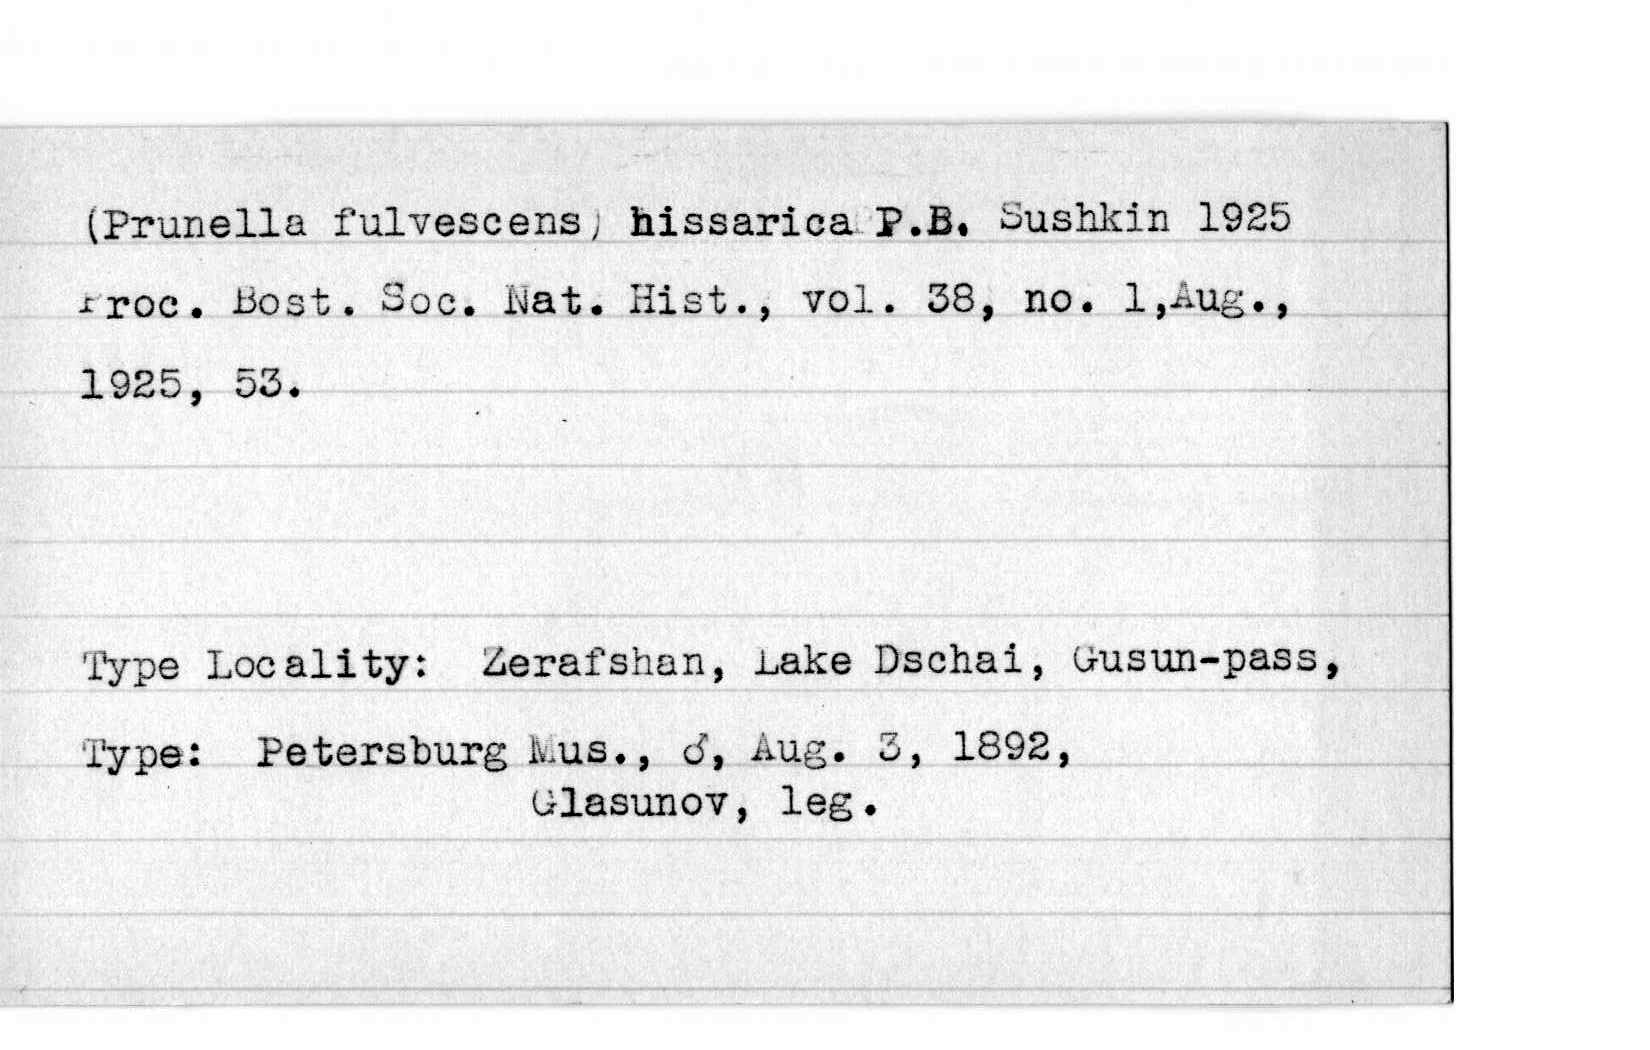 (Prunella fulvescens) hissarica P.B. Sushkin 1925
Proc. Bost. Soc. Nat. Hist., vol. 38, no. 1,Aug.,
1925, 53.
Type Locality: Zerafshan, Lake Dschai, Gusun-pass,
Type: Petersburg Mus., ♂, Aug. 3, 1892,
Glasunov, leg.